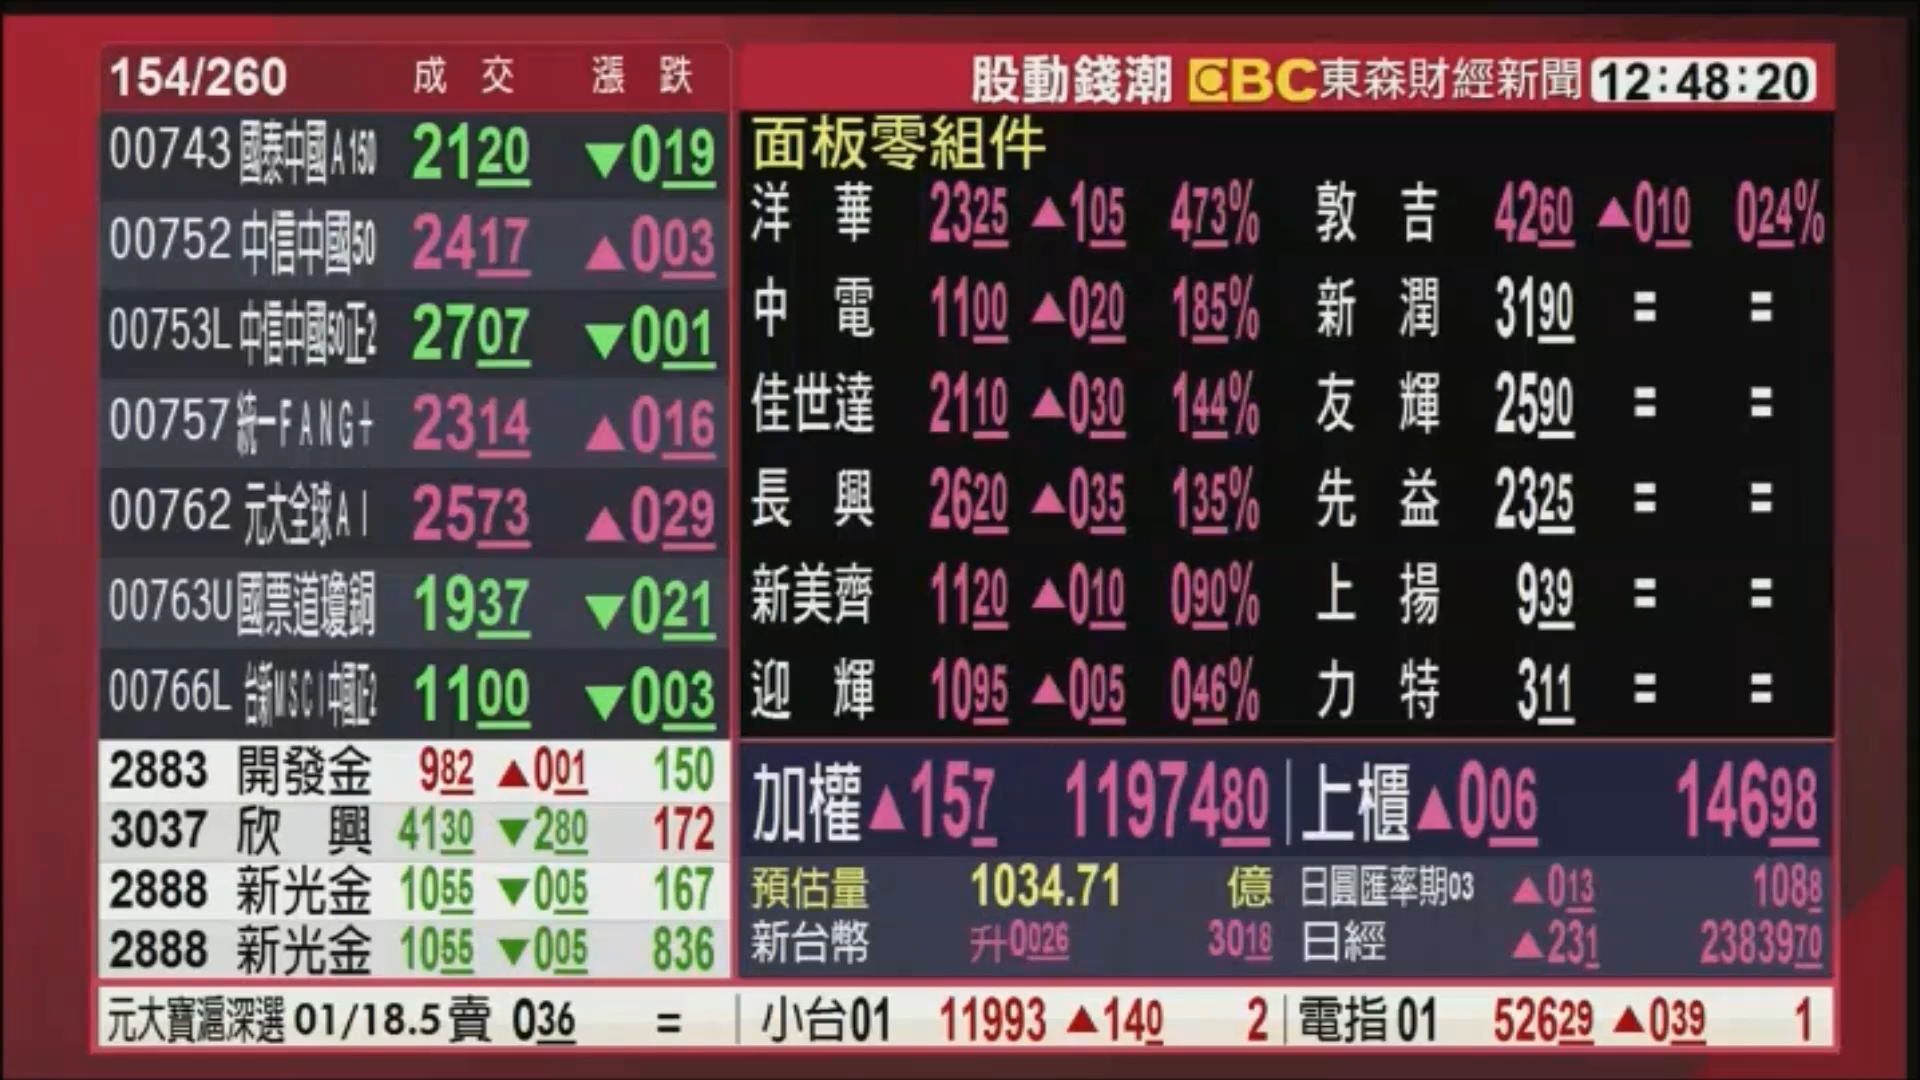 154/260 成交 漲跌
00743 國泰中國A150 2120 ▼019
00752 中信中國50 2417 ▲003
00753L 中信中國50正2 2707 ▼001
00757 統一FANG+ 2314 ▲016
00762 元大全球AI 2573 ▲029
00763U 國票道瓊銅 1937 ▼021
00766L 台新MSCI中國正2 1100 ▼003
2883 開發金 982 ▲001 150
3037 欣興 4130 ▼280 172
2888 新光金 1055 ▼005 167
2888 新光金 1055 ▼005 836
股動錢潮 EBC東森財經新聞 12:48:20
面板零組件
洋華 2325 ▲105 473% 敦吉 4260 ▲010 024%
中電 1100 ▲020 185% 新潤 3190 = =
佳世達 2110 ▲030 144% 友輝 2590 = =
長興 2620 ▲035 135% 先益 2325 = =
新美齊 1120 ▲010 090% 上揚 939 = =
迎輝 1095 ▲005 046% 力特 311 = =
加權▲157 1197480 上櫃▲006 14698
預估量 1034.71 億 日圓匯率期03 ▲013 1088
新台幣 升0026 3018 日經 ▲231 2383970
元大寶滬深選 01/18.5 賣 036 = 小台01 11993 ▲140 2 電指01 52629 ▲039 1